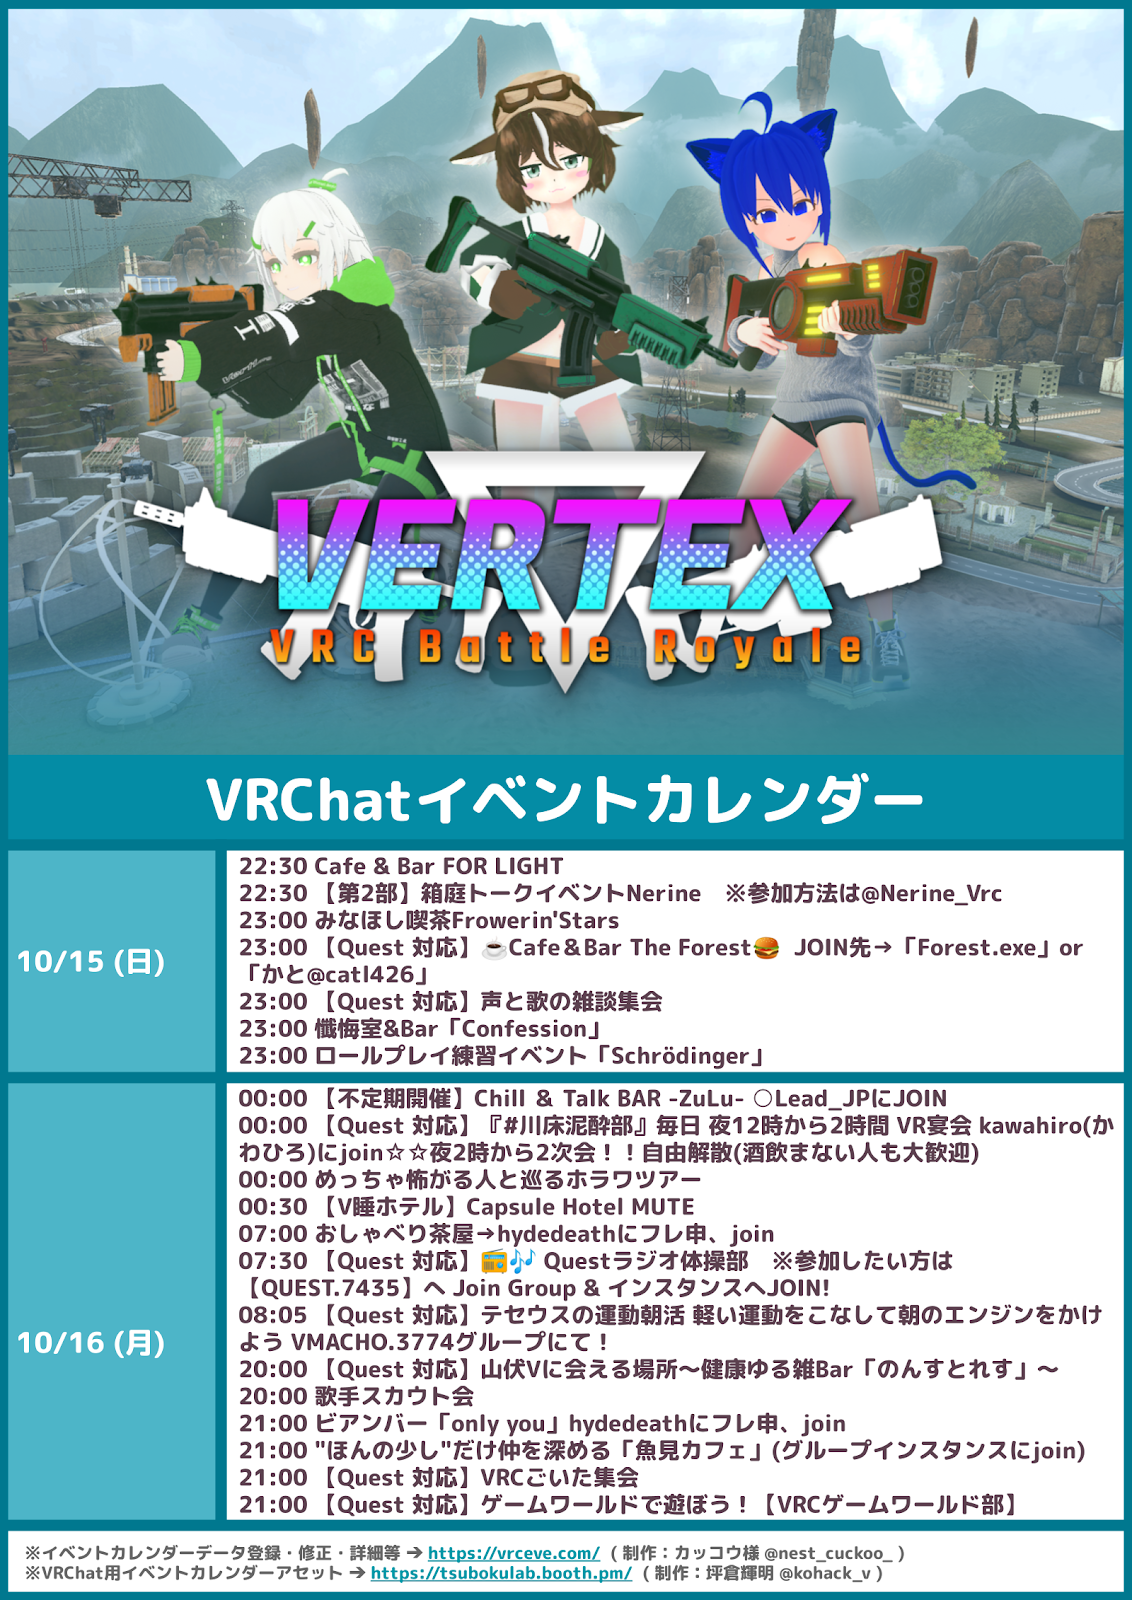 VERTEX
VRC Battle Royale
VRChatイベントカレンダー
10/15 (日)
22:30 Cafe & Bar FOR LIGHT
22:30 【第2部】箱庭トークイベントNerine　※参加方法は@Nerine_Vrc
23:00 みなほし喫茶Frowerin'Stars
23:00 【Quest 対応】☕Cafe＆Bar The Forest🍔 JOIN先→「Forest.exe」or
「かと@catl426」
23:00 【Quest 対応】声と歌の雑談集会
23:00 懺悔室&Bar「Confession」
23:00 ロールプレイ練習イベント「Schrödinger」
10/16 (月)
00:00 【不定期開催】Chill & Talk BAR -ZuLu- ○Lead_JPにJOIN
00:00 【Quest 対応】『#川床泥酔部』毎日 夜12時から2時間 VR宴会 kawahiro(か
わひろ)にjoin☆☆夜2時から2次会！！自由解散(酒飲まない人も大歓迎)
00:00 めっちゃ怖がる人と巡るホラワツアー
00:30 【V睡ホテル】Capsule Hotel MUTE
07:00 おしゃべり茶屋→hydedeathにフレ申、join
07:30 【Quest 対応】📻🎶 Questラジオ体操部　※参加したい方は
【QUEST.7435】へ Join Group & インスタンスへJOIN!
08:05 【Quest 対応】テセウスの運動朝活 軽い運動をこなして朝のエンジンをかけ
よう VMACHO.3774グループにて！
20:00 【Quest 対応】山伏Vに会える場所〜健康ゆる雑Bar「のんすとれす」〜
20:00 歌手スカウト会
21:00 ビアンバー「only you」hydedeathにフレ申、join
21:00 "ほんの少し"だけ仲を深める「魚見カフェ」(グループインスタンスにjoin)
21:00 【Quest 対応】VRCごいた集会
21:00 【Quest 対応】ゲームワールドで遊ぼう！【VRCゲームワールド部】
※イベントカレンダーデータ登録・修正・詳細等 → https://vrceve.com/ ( 制作：カッコウ様 @nest_cuckoo_ )
※VRChat用イベントカレンダーアセット → https://tsubokulab.booth.pm/ ( 制作：坪倉輝明 @kohack_v )